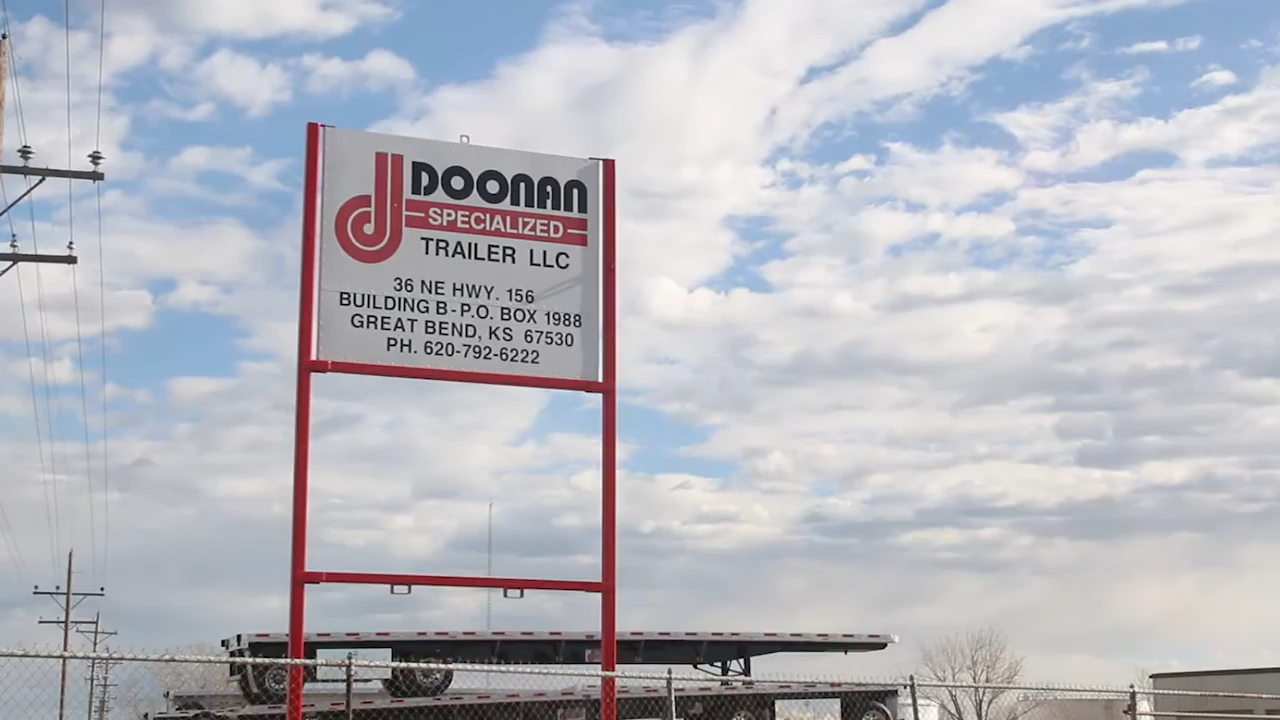 DOONAN
SPECIALIZED
TRAILER LLC
36 NE HWY. 156
BUILDING B-P.O. BOX 1988
GREAT BEND, KS 67530
PH. 620-792-6222